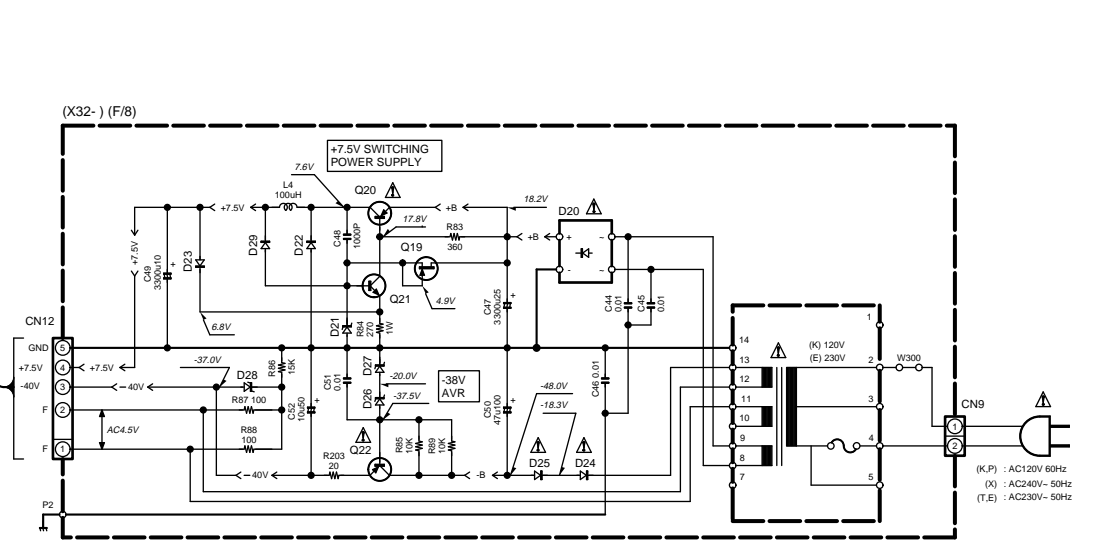 (X32- ) (F/8)
+7.5V SWITCHING
POWER SUPPLY
7.6V
L4
100uH
Q20
18.2V
D20
+7.5V
+B
17.8V
R83
360
+B
+
~
-
~
+7.5V
C49
3300u10
+
D23
D29
D22
C48
1000P
Q19
Q21
4.9V
C47
3300u25
+
C44
0.01
C45
0.01
6.8V
D21
R84
270
1W
CN12
GND
5
+7.5V
4
+7.5V
-40V
3
-40V
F
2
AC4.5V
F
1
P2
-37.0V
D28
R86
15K
R87 100
R88
100
C52
10u50
+
C51
0.01
D27
-20.0V
D26
-37.5V
-38V
AVR
Q22
R85
10K
R89
10K
C50
47u100
+
-48.0V
-18.3V
C46 0.01
-40V
R203
20
-B
D25
D24
14
13
12
11
10
9
8
7
(K) 120V
(E) 230V
1
2
3
4
5
W300
CN9
1
2
(K,P) : AC120V 60Hz
(X) : AC240V~ 50Hz
(T,E) : AC230V~ 50Hz